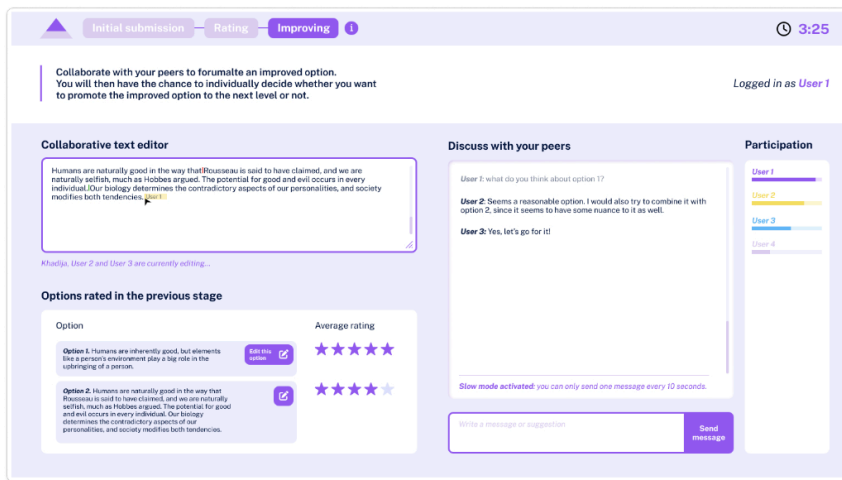 Initial submission
Rating
Improving
i
3:25
Collaborate with your peers to forumalte an improved option.
You will then have the chance to individually decide whether you want
to promote the improved option to the next level or not.
Logged in as User 1
Collaborative text editor
Humans are naturally good in the way that Rousseau is said to have claimed, and we are
naturally selfish, much as Hobbes argued. The potential for good and evil occurs in every
individual. Our biology determines the contradictory aspects of our personalities, and society
modifies both tendencies. User 1
Khadija, User 2 and User 3 are currently editing...
Options rated in the previous stage
Option
Average rating
Option 1. Humans are inherently good, but elements
like a person's environment play a big role in the
upbringing of a person.
Edit this
option
Option 2. Humans are naturally good in the way that
Rousseau is said to have claimed, and we are naturally
selfish, much as Hobbes argued. The potential for good
and evil occurs in every individual. Our biology
determines the contradictory aspects of our
personalities, and society modifies both tendencies.
Discuss with your peers
User 1: what do you think about option 1?
User 2: Seems a reasonable option. I would also try to combine it with
option 2, since it seems to have some nuance to it as well.
User 3: Yes, let's go for it!
Slow mode activated: you can only send one message every 10 seconds.
Write a message or suggestion
Send
message
Participation
User 1
User 2
User 3
User 4